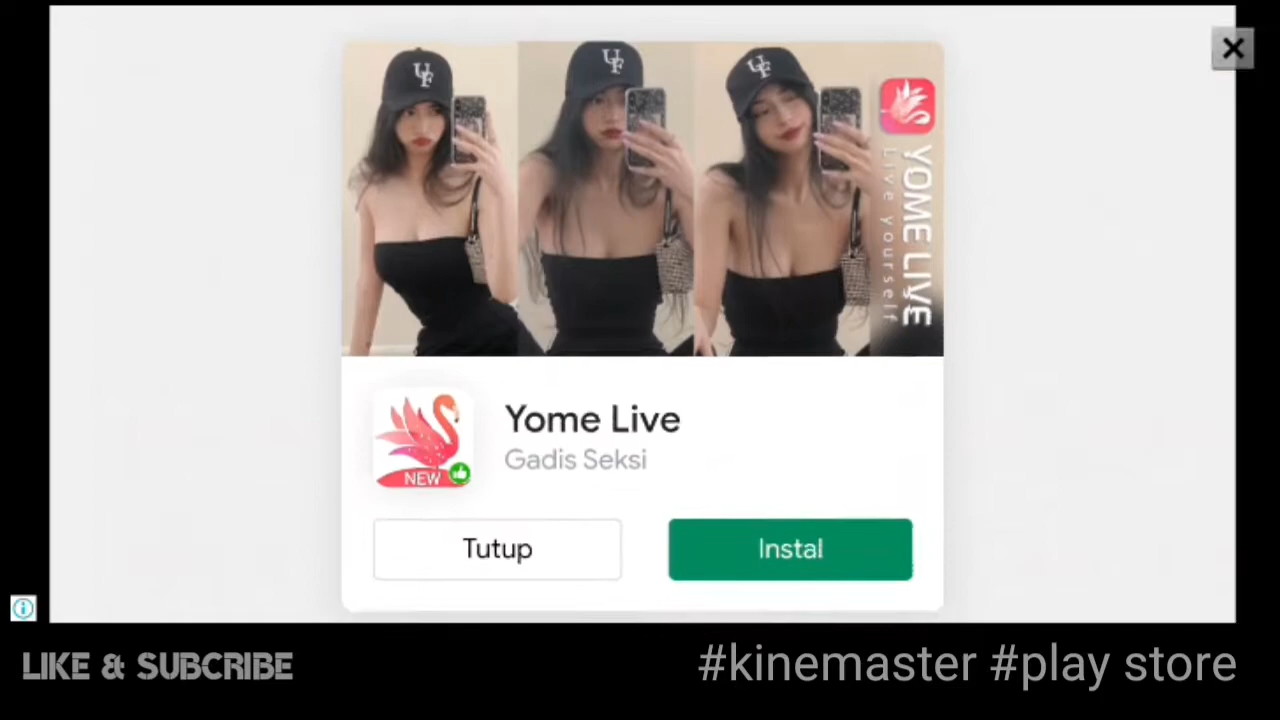 UF
UF
UF
YOME LIVE
Live yourself
NEW
Yome Live
Gadis Seksi
Tutup
Instal
LIKE & SUBCRIBE
#kinemaster #play store